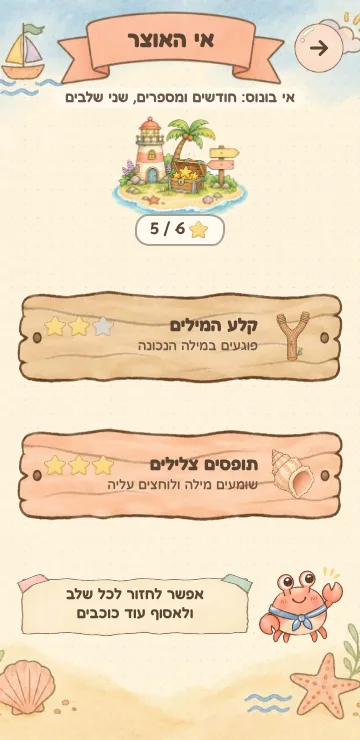 אי האוצר
אי בונוס: חודשים ומספרים, שני שלבים
5 / 6
קלע המילים
פוגעים במילה הנכונה
תופסים צלילים
שומעים מילה ולוחצים עליה
אפשר לחזור לכל שלב
ולאסוף עוד כוכבים